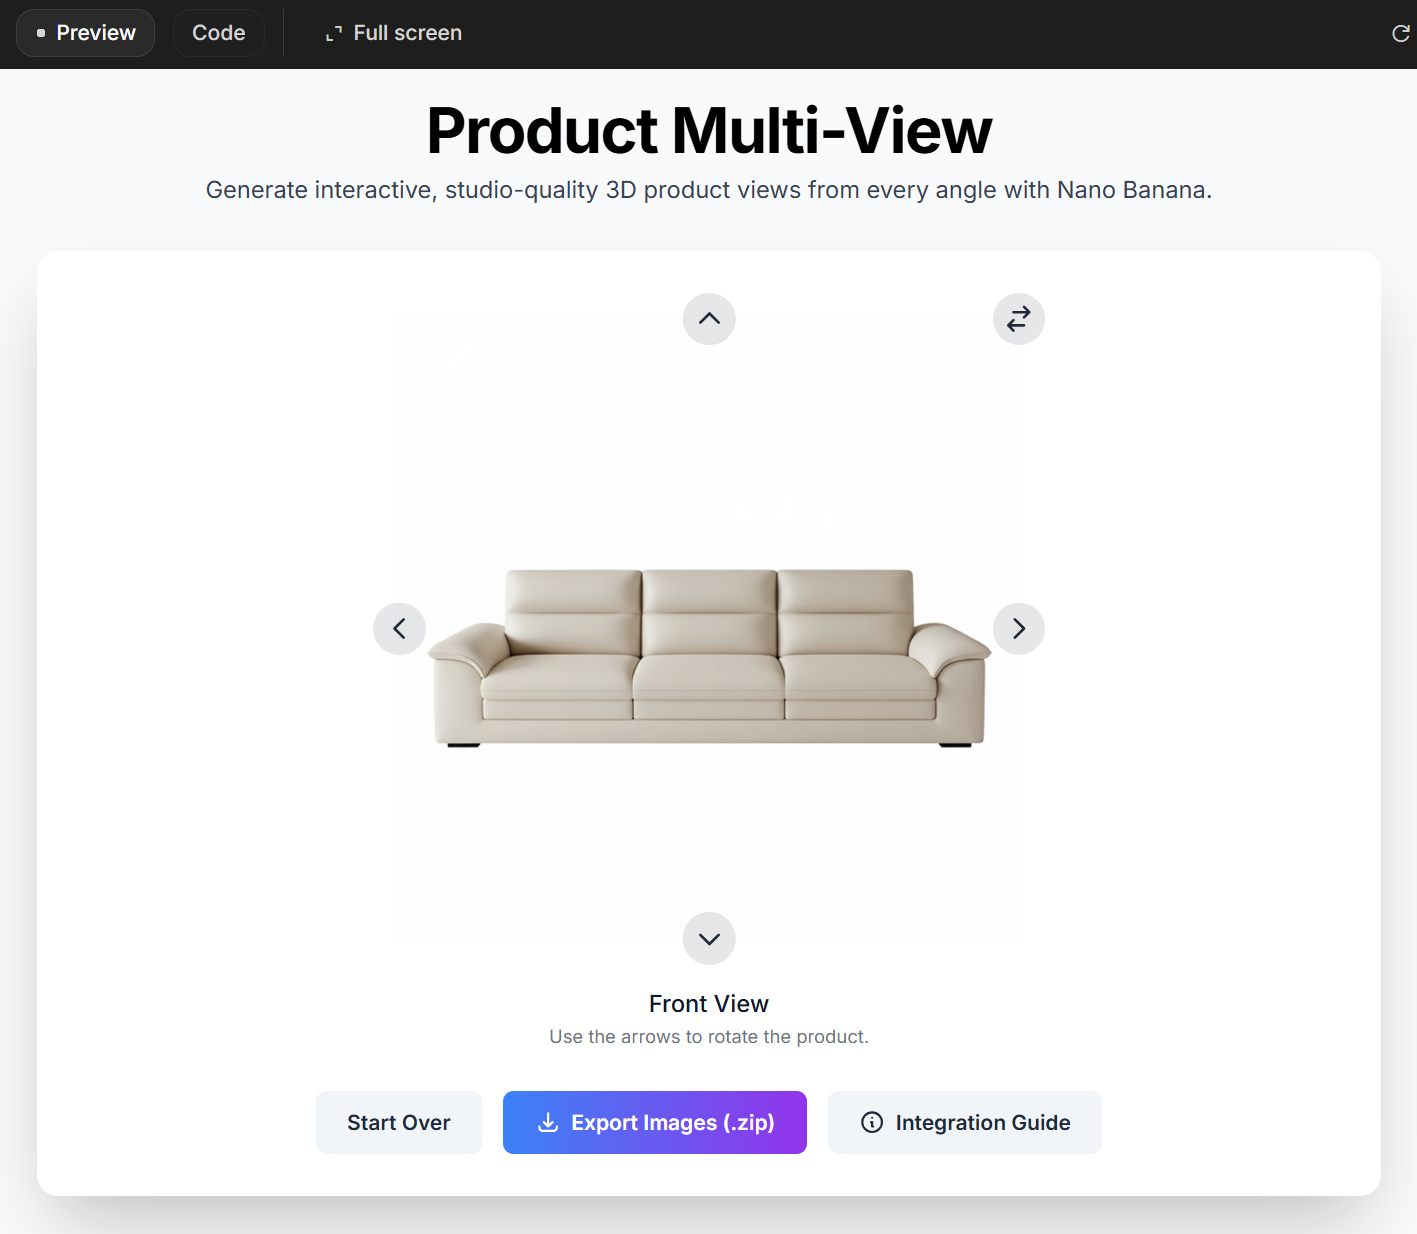 Preview
Code
Full screen
Product Multi-View
Generate interactive, studio-quality 3D product views from every angle with Nano Banana.
Front View
Use the arrows to rotate the product.
Start Over
Export Images (.zip)
Integration Guide